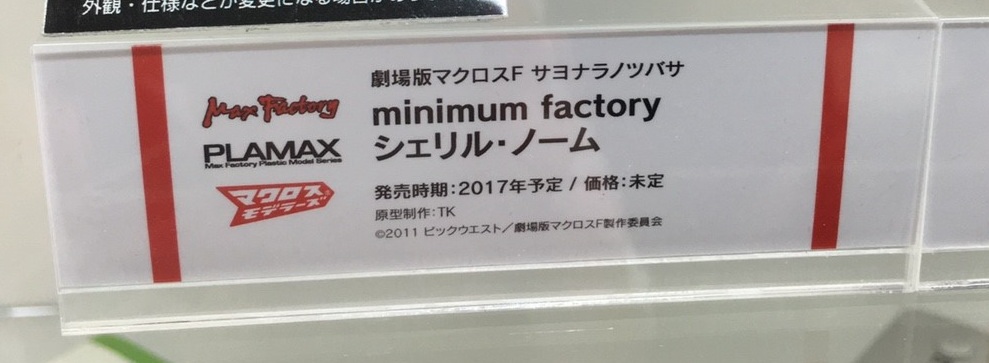 外観・仕様などが変更になる場合が
劇場版マクロスF サヨナラノツバサ
minimum factory
シェリル・ノーム
発売時期：2017年予定 / 価格：未定
原型制作：TK
©2011 ビックウエスト／劇場版マクロスF製作委員会
Max Factory
PLAMAX
Max Factory Plastic Model Series
マクロス
モデラーズ